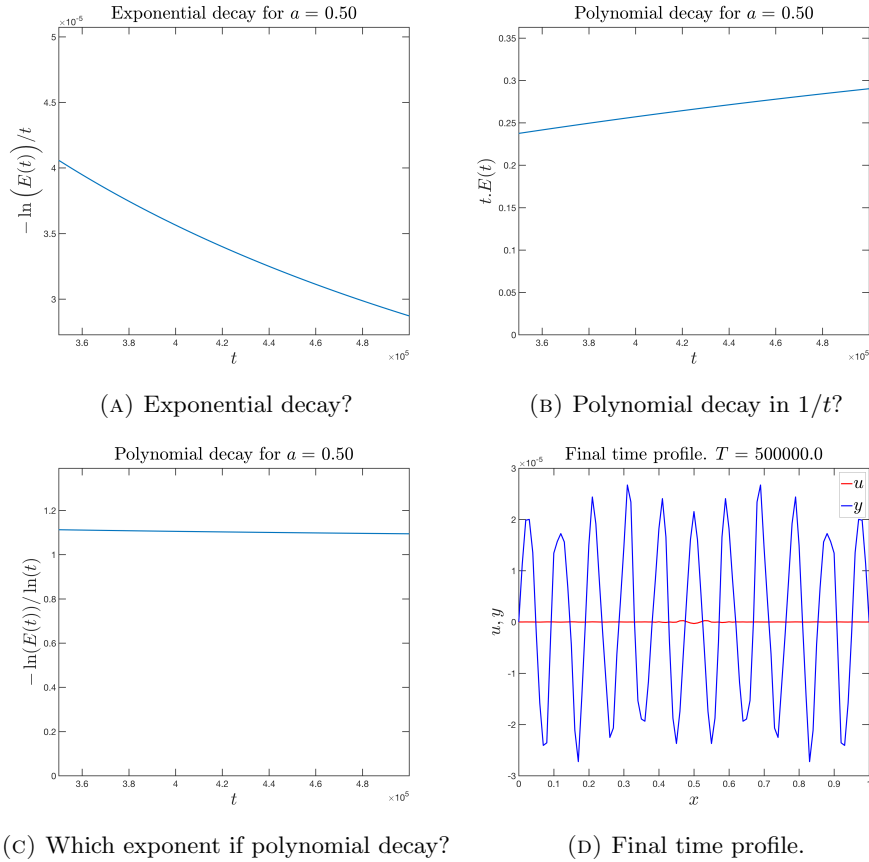 Exponential decay for a = 0.50
×10⁻⁵
5
4.5
4
3.5
3
− ln (E(t))/t
3.6 3.8 4 4.2 4.4 4.6 4.8
×10⁵
t
(A) Exponential decay?
Polynomial decay for a = 0.50
0.35
0.3
0.25
0.2
0.15
0.1
0.05
0
t.E(t)
3.6 3.8 4 4.2 4.4 4.6 4.8
×10⁵
t
(B) Polynomial decay in 1/t?
Polynomial decay for a = 0.50
1.2
1
0.8
0.6
0.4
0.2
0
− ln(E(t))/ ln(t)
3.6 3.8 4 4.2 4.4 4.6 4.8
×10⁵
t
(C) Which exponent if polynomial decay?
Final time profile. T = 500000.0
×10⁻⁵
3
2
1
0
-1
-2
-3
u, y
u
y
0 0.1 0.2 0.3 0.4 0.5 0.6 0.7 0.8 0.9 1
x
(D) Final time profile.